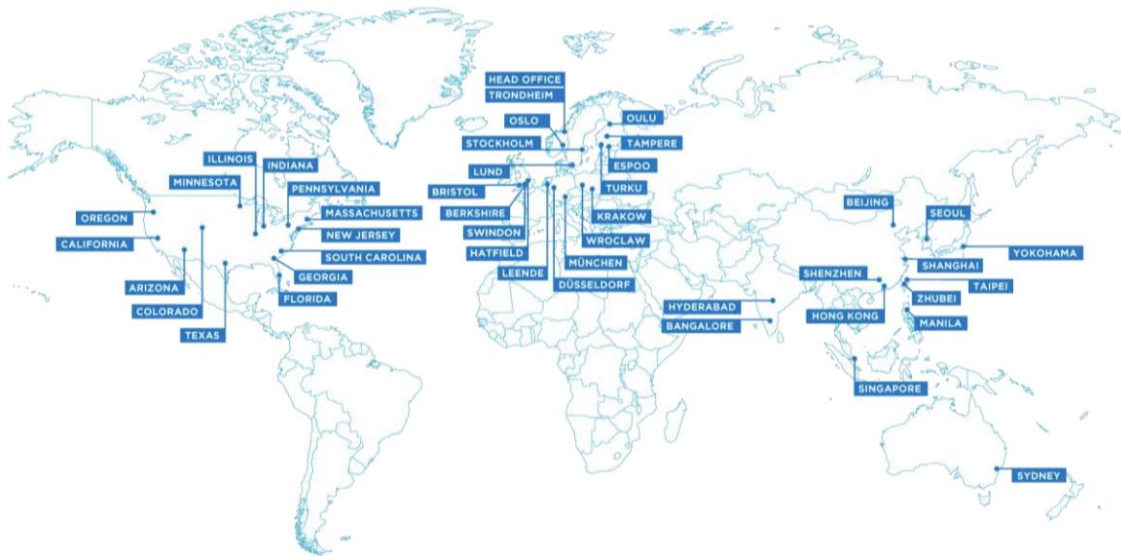 HEAD OFFICE
TRONDHEIM
OSLO
OULU
STOCKHOLM
TAMPERE
ILLINOIS
INDIANA
LUND
ESPOO
MINNESOTA
PENNSYLVANIA
BRISTOL
TURKU
BEIJING
OREGON
MASSACHUSETTS
BERKSHIRE
KRAKOW
SEOUL
CALIFORNIA
NEW JERSEY
SWINDON
WROCLAW
YOKOHAMA
SOUTH CAROLINA
HATFIELD
MÜNCHEN
SHANGHAI
ARIZONA
GEORGIA
LEENDE
DÜSSELDORF
SHENZHEN
TAIPEI
COLORADO
FLORIDA
HYDERABAD
ZHUBEI
TEXAS
BANGALORE
HONG KONG
MANILA
SINGAPORE
SYDNEY